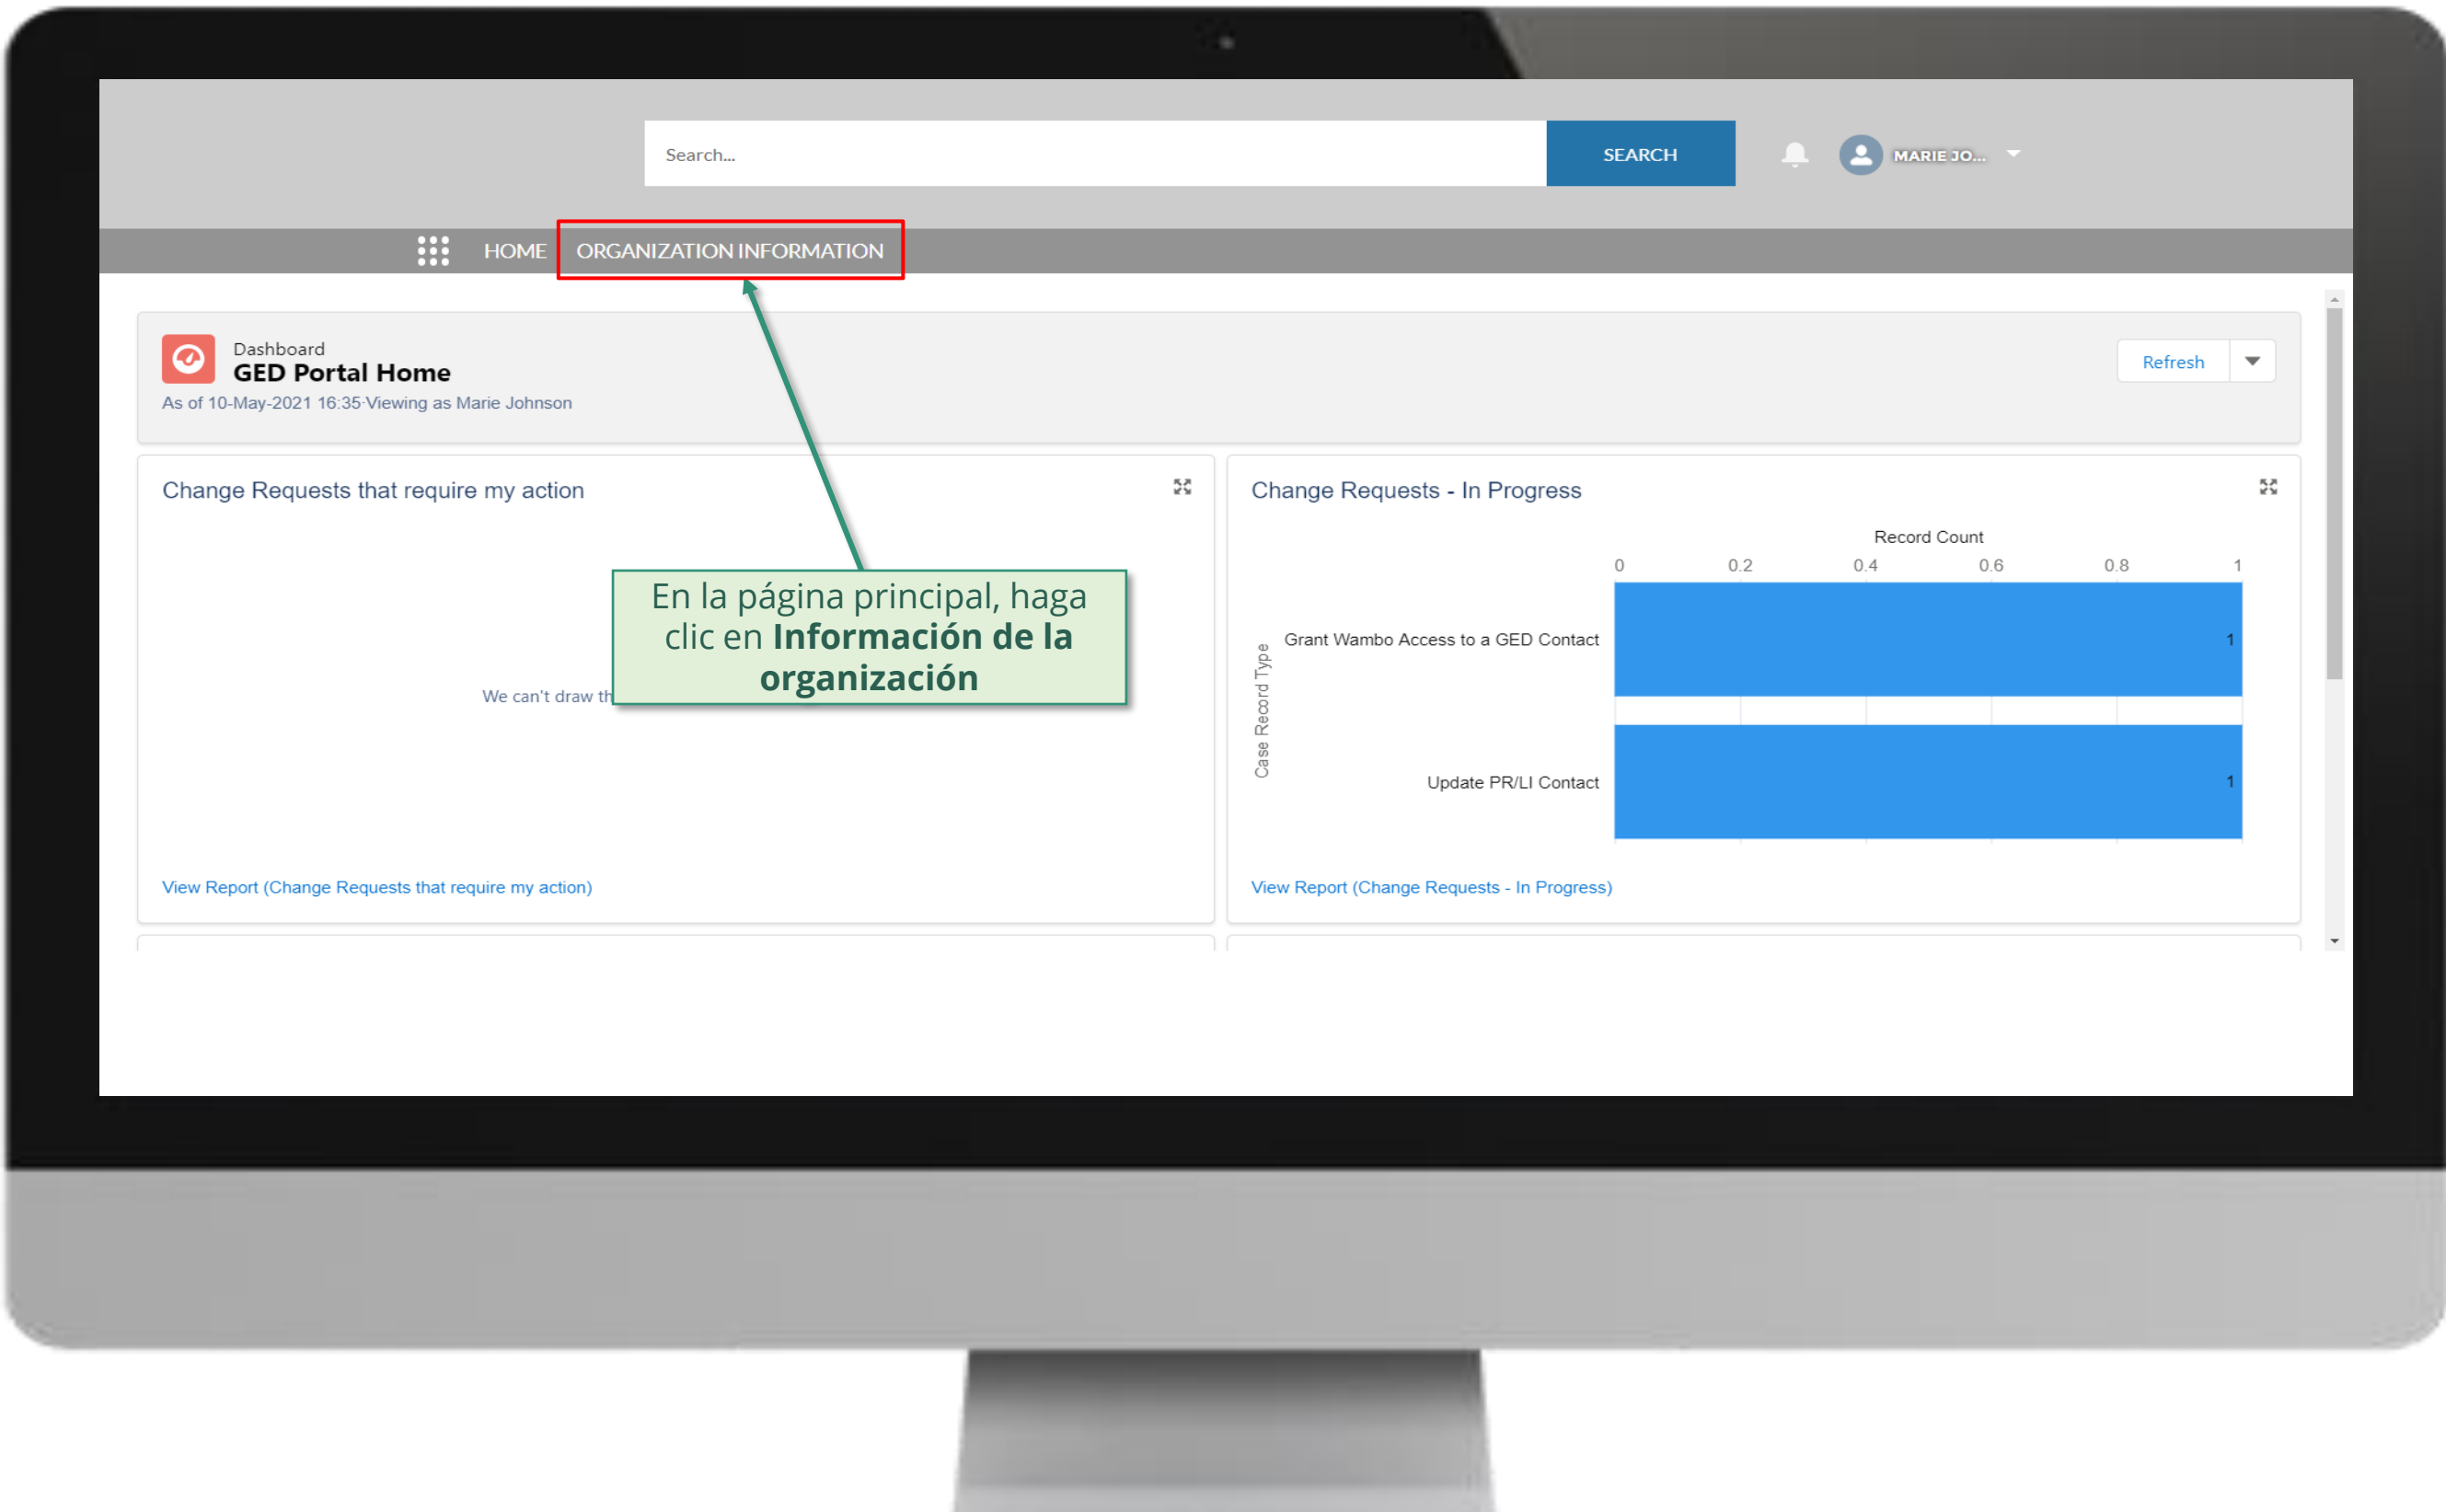 Search...
SEARCH
MARIE JO...
HOME
ORGANIZATION INFORMATION
Dashboard
GED Portal Home
As of 10-May-2021 16:35·Viewing as Marie Johnson
Refresh
Change Requests that require my action
En la página principal, haga
clic en Información de la
organización
We can't draw th
View Report (Change Requests that require my action)
Change Requests - In Progress
Record Count
0 0.2 0.4 0.6 0.8 1
Case Record Type
Grant Wambo Access to a GED Contact
1
Update PR/LI Contact
1
View Report (Change Requests - In Progress)